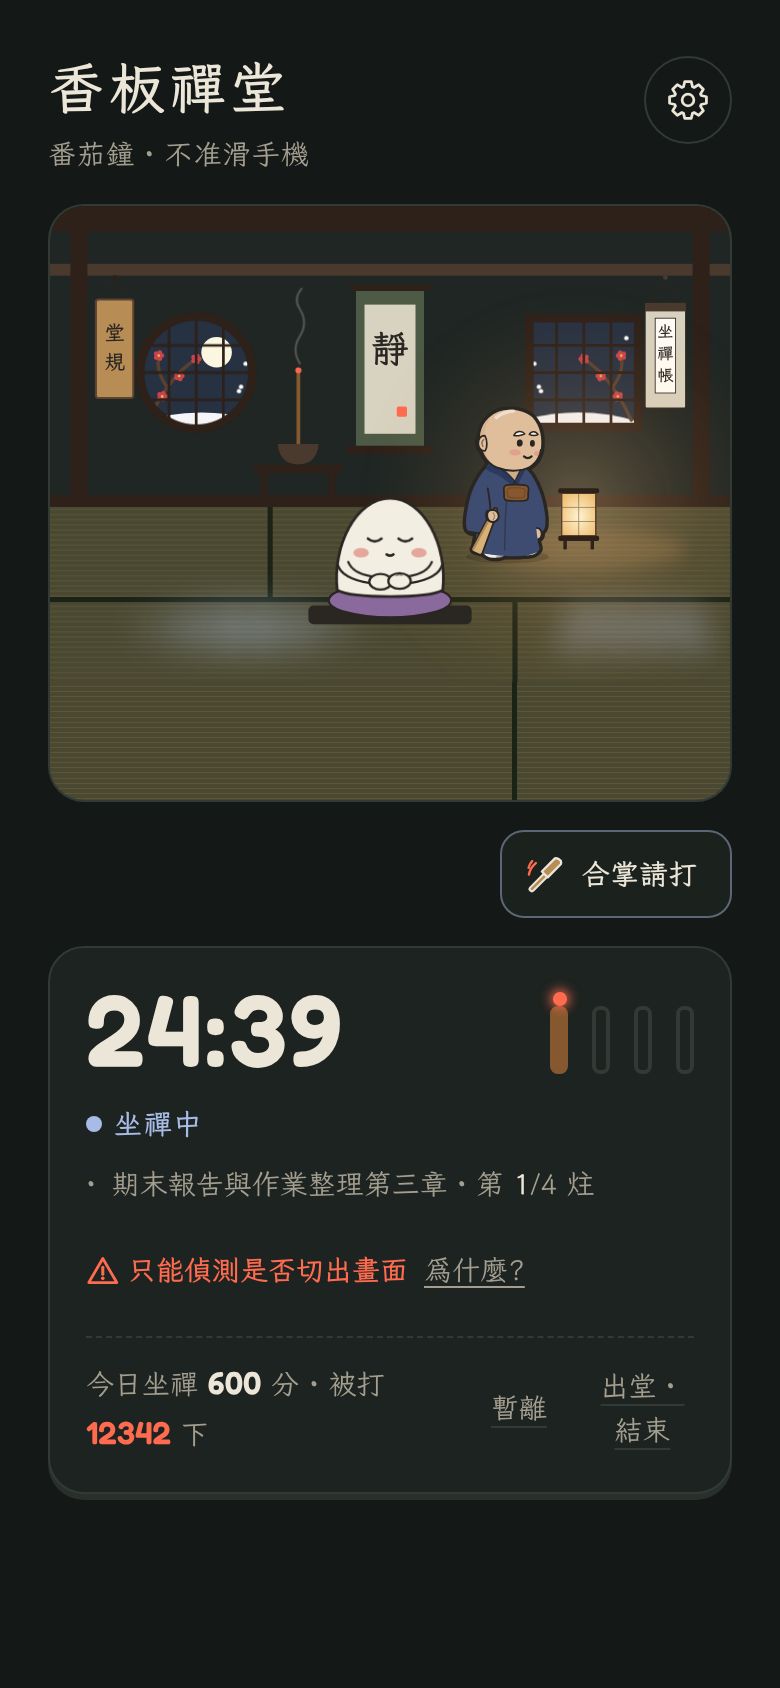 香板禪堂
番茄鐘・不准滑手機
堂規
靜
坐禪帳
合掌請打
24:39
坐禪中
・ 期末報告與作業整理第三章・第 1/4 炷
只能偵測是否切出畫面 為什麼?
今日坐禪 600 分・被打
12342 下
暫離
出堂・
結束